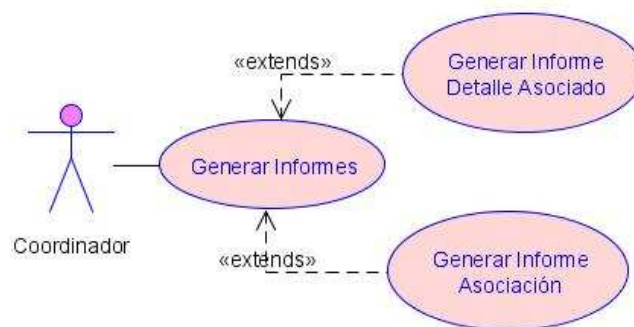 «extends»
Generar Informe
Detalle Asociado
Generar Informes
Coordinador
«extends»
Generar Informe
Asociación